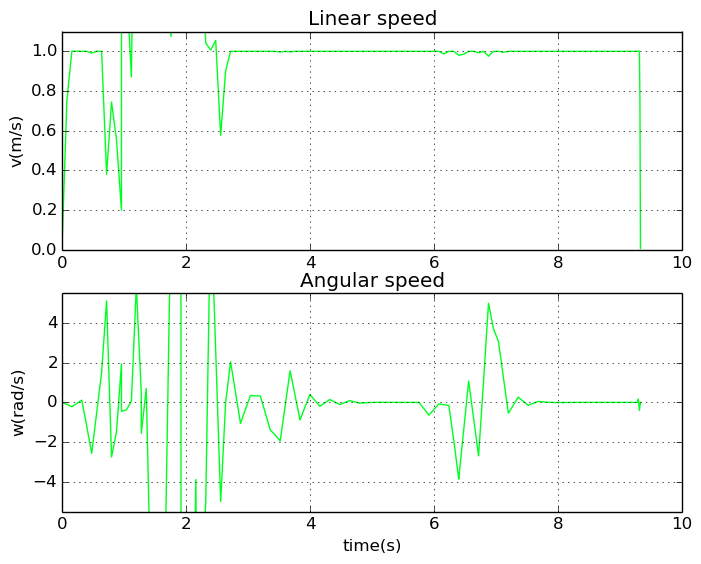 Linear speed
1.0
0.8
0.6
0.4
0.2
0.0
v(m/s)
0 2 4 6 8 10
Angular speed
4
2
0
−2
−4
w(rad/s)
0 2 4 6 8 10
time(s)